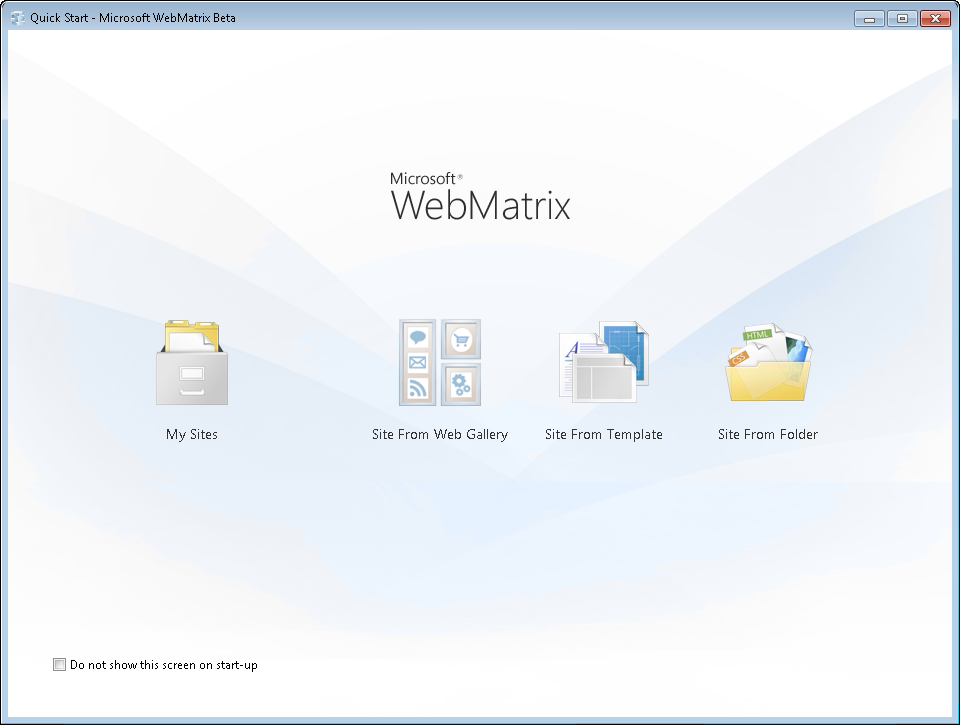 Quick Start - Microsoft WebMatrix Beta
Microsoft®
WebMatrix
A
HTML
CSS
My Sites
Site From Web Gallery
Site From Template
Site From Folder
Do not show this screen on start-up